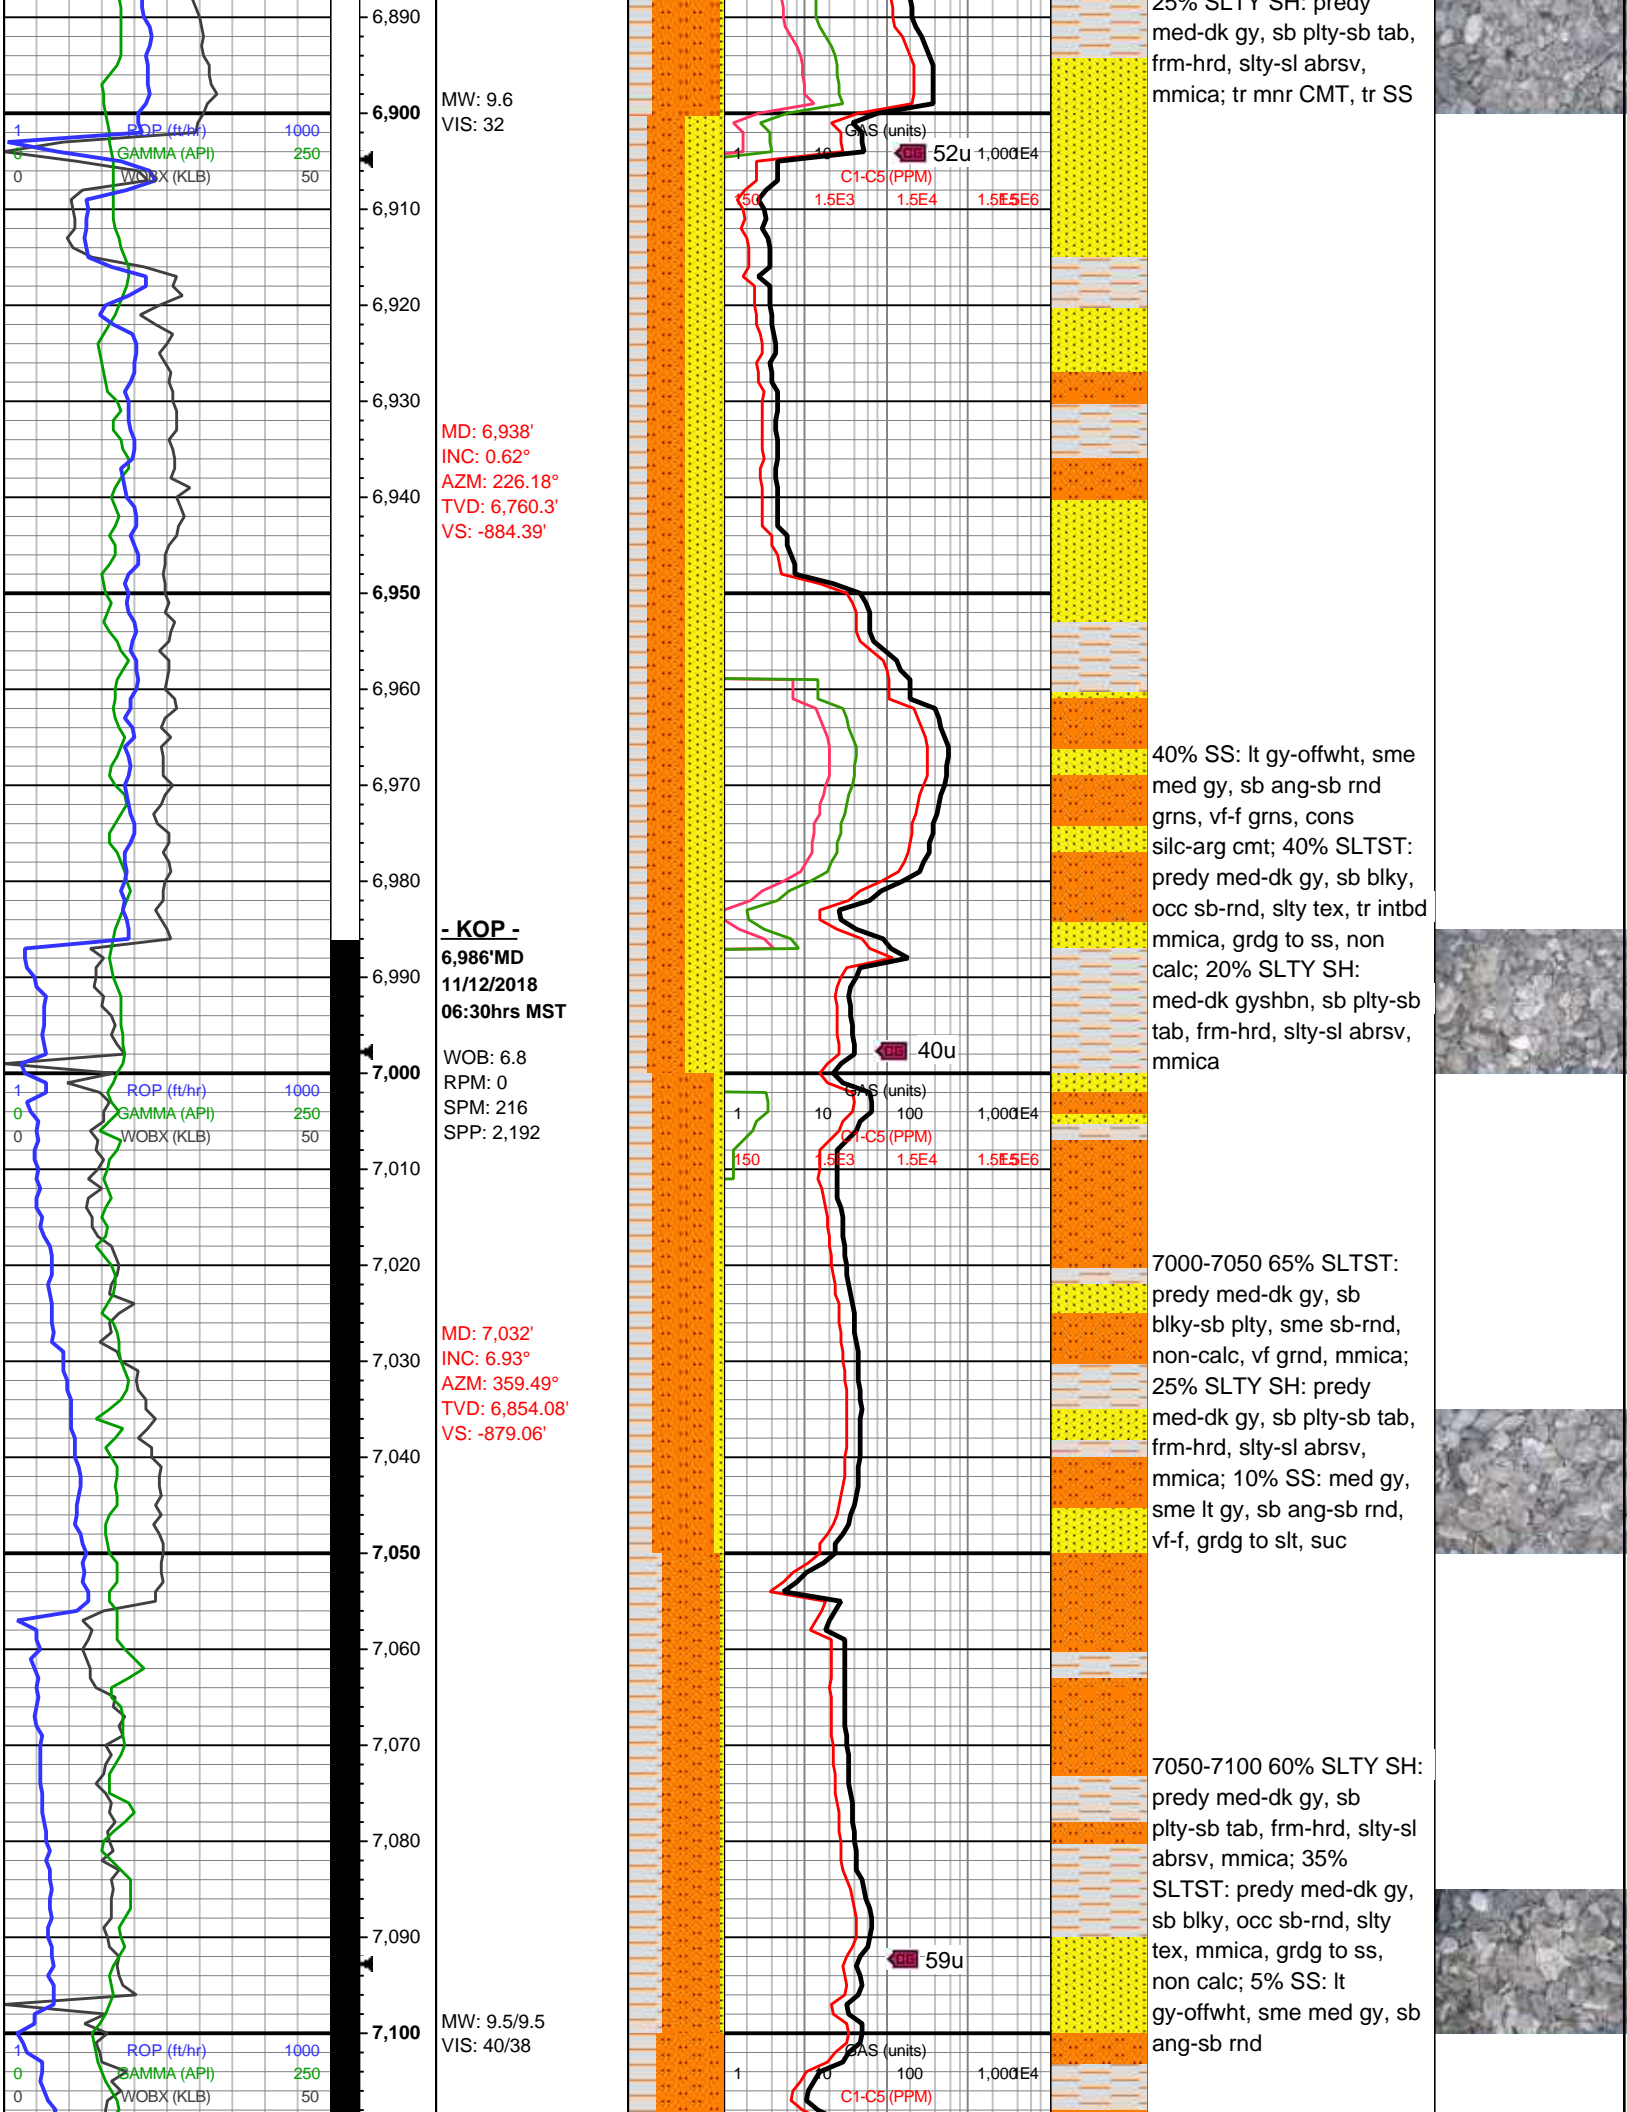 25% SLTY SH: predy
6,890
med-dk gy, sb plty-sb tab,
frm-hrd, slty-sl abrsv,
mmica; tr mnr CMT, tr SS
MW: 9.6
VIS: 32
6,900
1 ROP (ft/hr) 1000
0 GAMMA (API) 250
0 WOBX (KLB) 50
GAS (units)
1 10 CG 52u 1,000 1E4
C1-C5 (PPM)
150 1.5E3 1.5E4 1.5E5 1.5E6
6,910
6,920
6,930
MD: 6,938'
INC: 0.62°
AZM: 226.18°
TVD: 6,760.3'
VS: -884.39'
6,940
6,950
6,960
6,970
6,980
40% SS: lt gy-offwht, sme
med gy, sb ang-sb rnd
grns, vf-f grns, cons
silc-arg cmt; 40% SLTST:
predy med-dk gy, sb blky,
occ sb-rnd, slty tex, tr intbd
mmica, grdg to ss, non
calc; 20% SLTY SH:
med-dk gyshbn, sb plty-sb
tab, frm-hrd, slty-sl abrsv,
mmica
- KOP -
6,986'MD
11/12/2018
06:30hrs MST
6,990
WOB: 6.8
RPM: 0
SPM: 216
SPP: 2,192
CG 40u
7,000
1 ROP (ft/hr) 1000
0 GAMMA (API) 250
0 WOBX (KLB) 50
GAS (units)
1 10 100 1,000 1E4
C1-C5 (PPM)
150 1.5E3 1.5E4 1.5E5 1.5E6
7,010
7,020
7,030
7,040
7,050
MD: 7,032'
INC: 6.93°
AZM: 359.49°
TVD: 6,854.08'
VS: -879.06'
7000-7050 65% SLTST:
predy med-dk gy, sb
blky-sb plty, sme sb-rnd,
non-calc, vf grnd, mmica;
25% SLTY SH: predy
med-dk gy, sb plty-sb tab,
frm-hrd, slty-sl abrsv,
mmica; 10% SS: med gy,
sme lt gy, sb ang-sb rnd,
vf-f, grdg to slt, suc
7,060
7,070
7,080
7,090
7050-7100 60% SLTY SH:
predy med-dk gy, sb
plty-sb tab, frm-hrd, slty-sl
abrsv, mmica; 35%
SLTST: predy med-dk gy,
sb blky, occ sb-rnd, slty
tex, mmica, grdg to ss,
non calc; 5% SS: lt
gy-offwht, sme med gy, sb
ang-sb rnd
CG 59u
MW: 9.5/9.5
VIS: 40/38
7,100
1 ROP (ft/hr) 1000
0 GAMMA (API) 250
0 WOBX (KLB) 50
GAS (units)
1 10 100 1,000 1E4
C1-C5 (PPM)